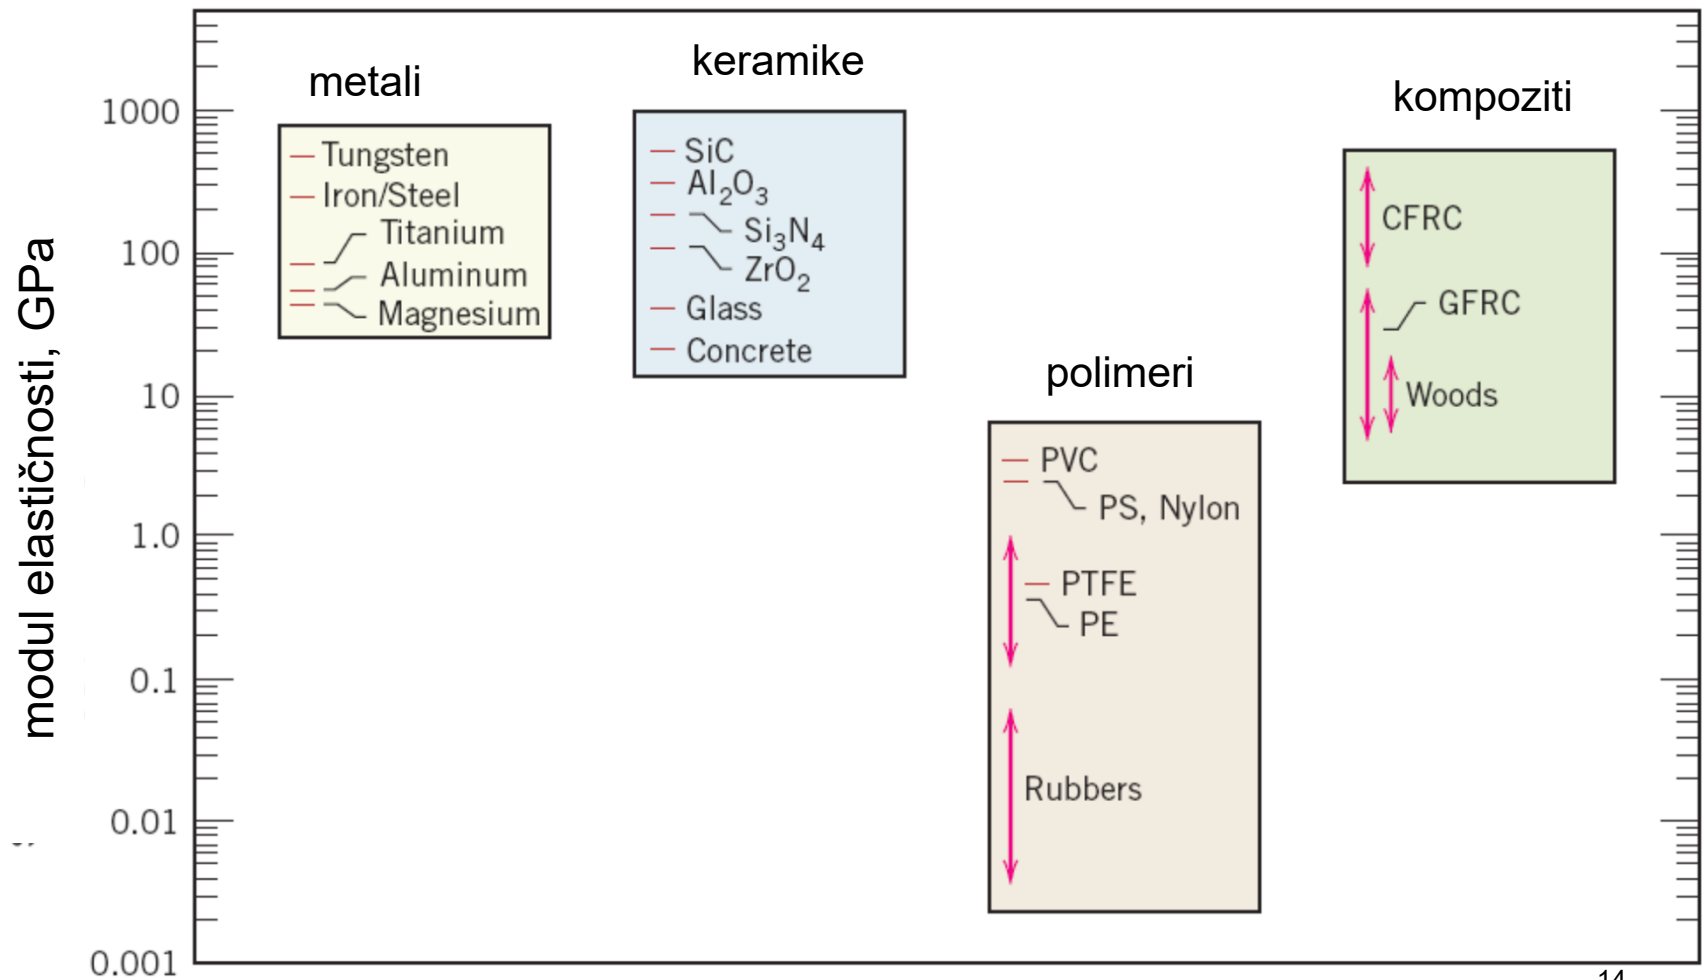 modul elastičnosti, GPa
1000
100
10
1.0
0.1
0.01
0.001
metali
Tungsten
Iron/Steel
Titanium
Aluminum
Magnesium
keramike
SiC
Al₂O₃
Si₃N₄
ZrO₂
Glass
Concrete
polimeri
PVC
PS, Nylon
PTFE
PE
Rubbers
kompoziti
CFRC
GFRC
Woods
14